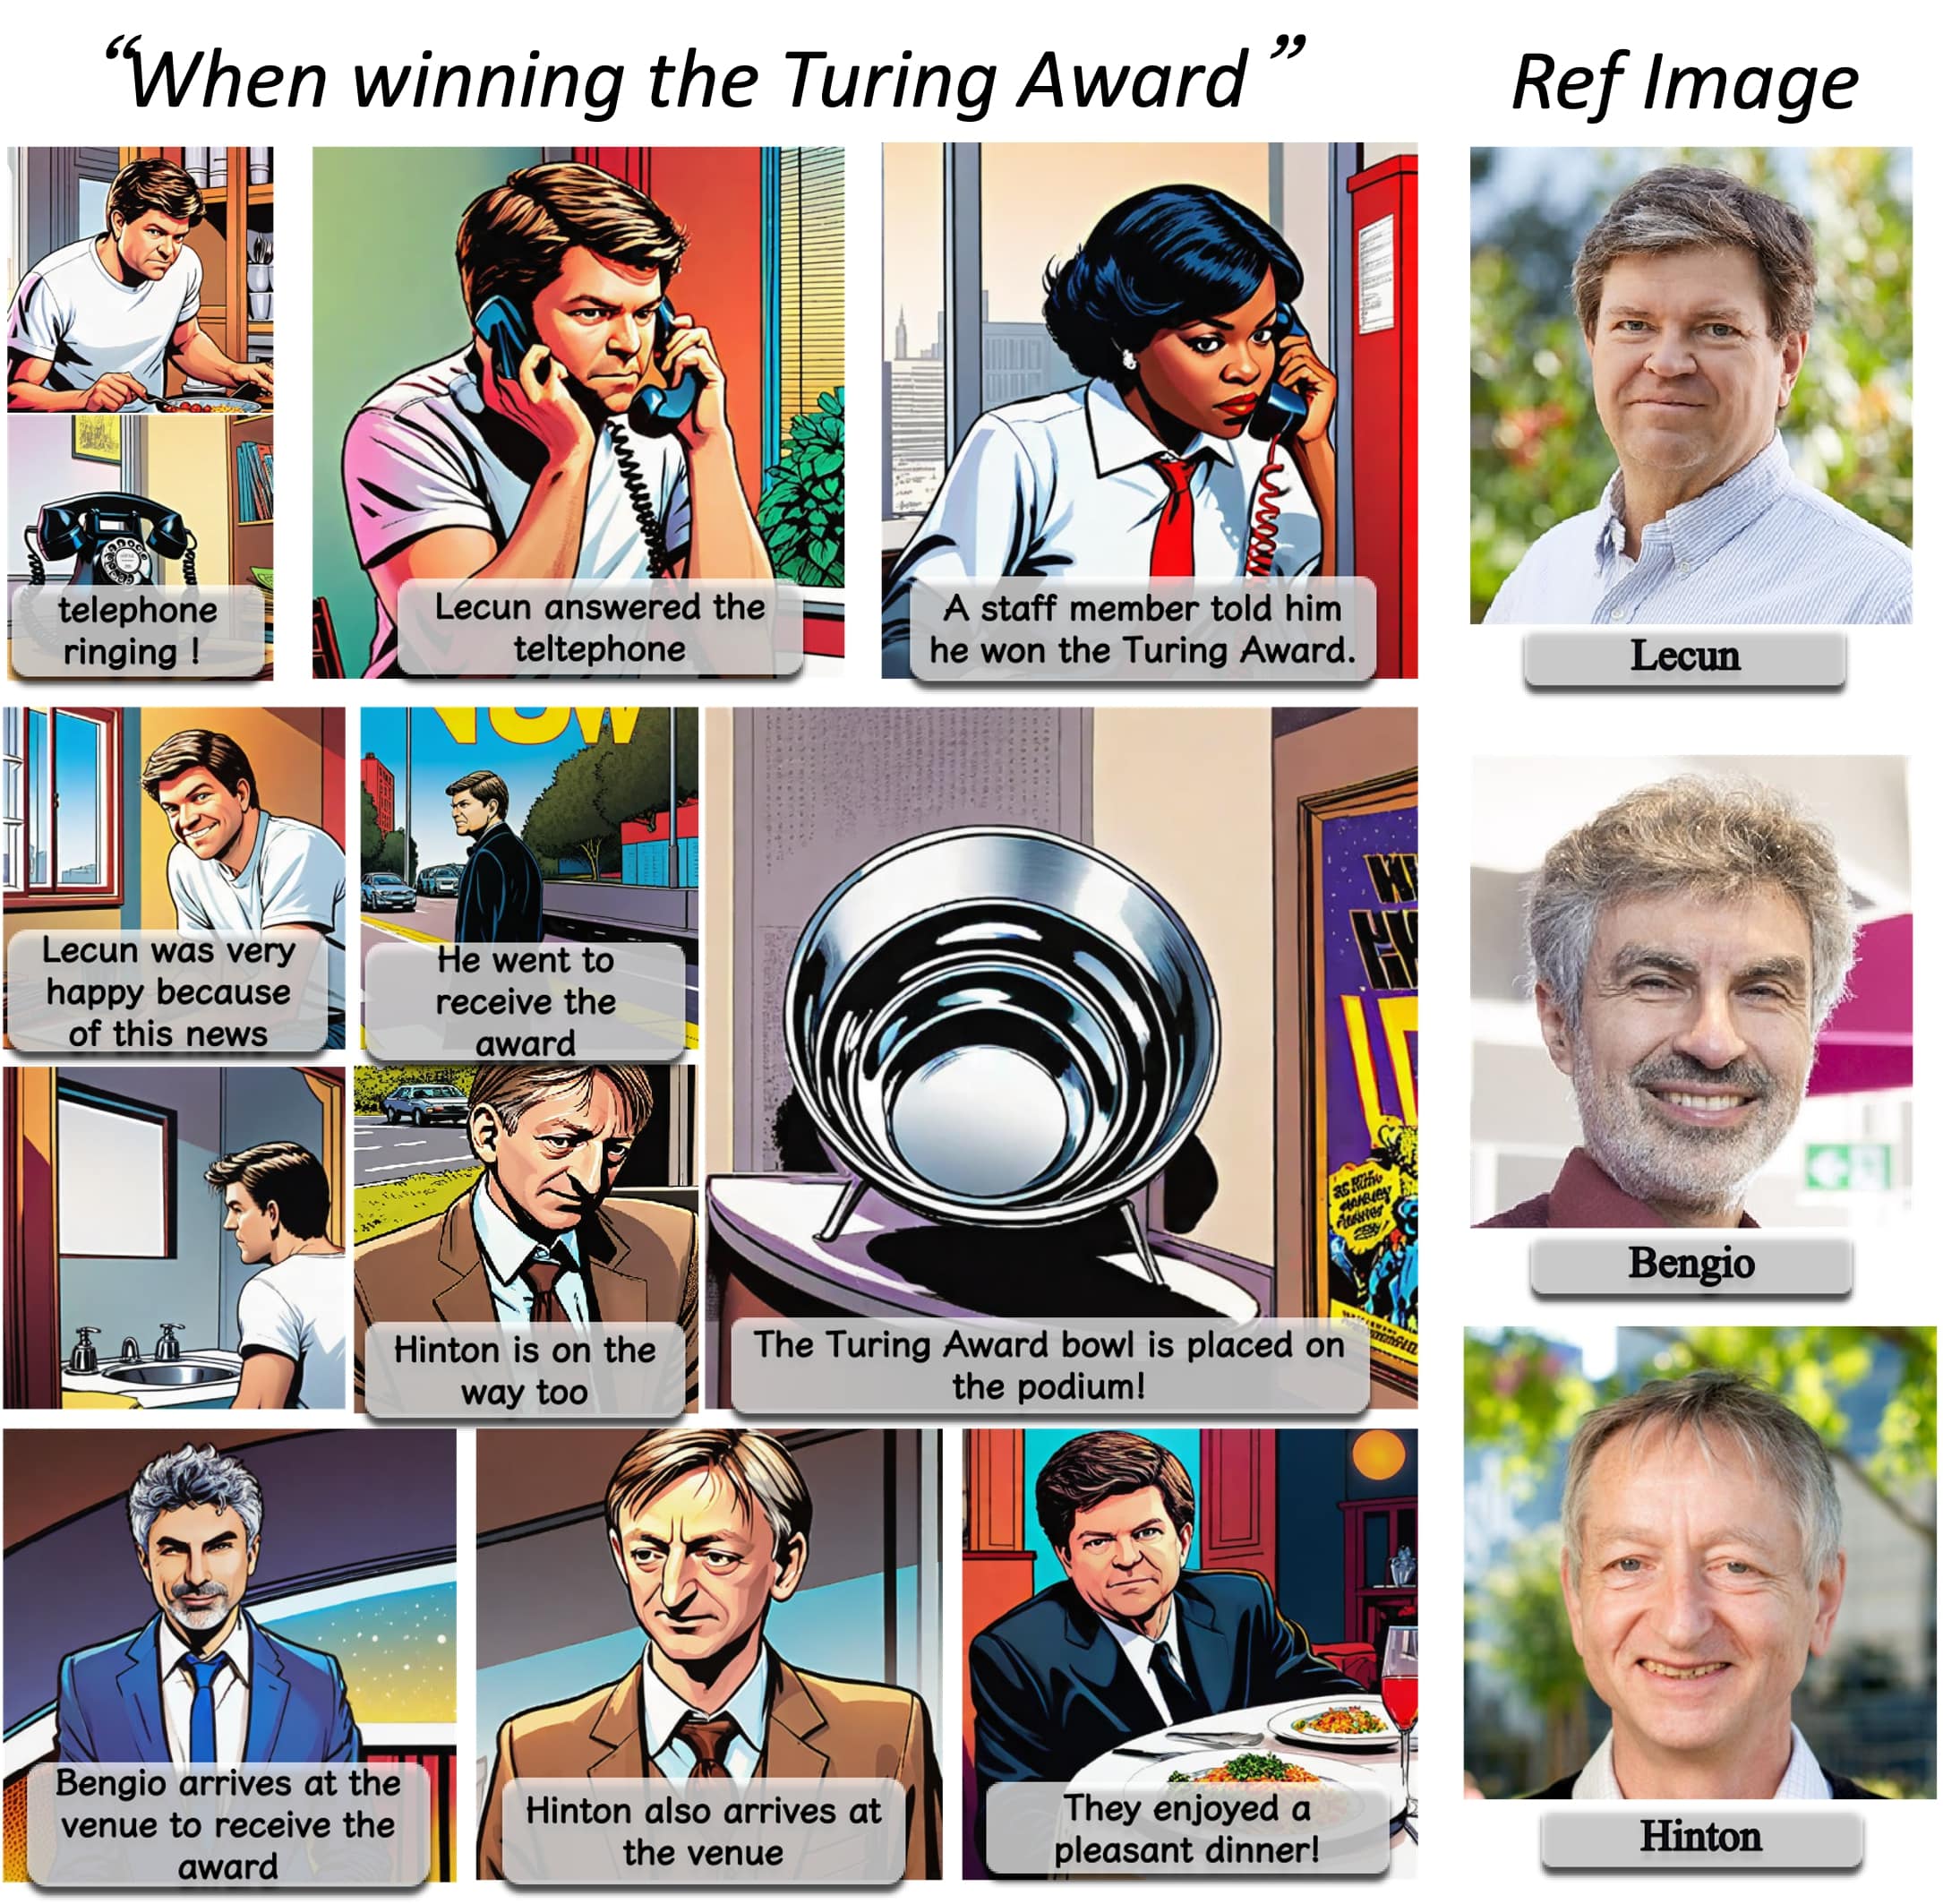 “When winning the Turing Award”
Ref Image
telephone
ringing !
Lecun answered the
teltephone
A staff member told him
he won the Turing Award.
Lecun
NOW
Lecun was very
happy because
of this news
He went to
receive the
award
Bengio
Hinton is on the
way too
The Turing Award bowl is placed on
the podium!
Bengio arrives at the
venue to receive the
award
Hinton also arrives at
the venue
They enjoyed a
pleasant dinner!
Hinton